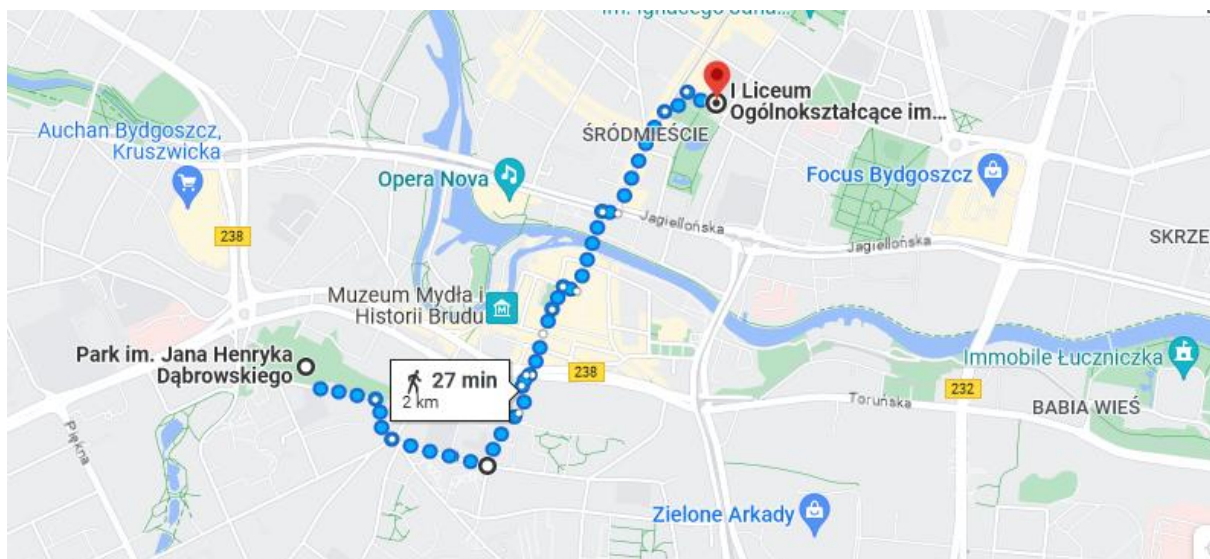 I Liceum
Ogólnokształcące im...
ŚRÓDMIEŚCIE
Auchan Bydgoszcz,
Kruszwicka
Opera Nova
Focus Bydgoszcz
Jagiellońska
Jagiellońska
238
SKRZE
Muzeum Mydła i
Historii Brudu
Park im. Jana Henryka
Dąbrowskiego
27 min
2 km
238
Immobile Łuczniczka
232
Toruńska
BABIA WIEŚ
Piękna
Zielone Arkady